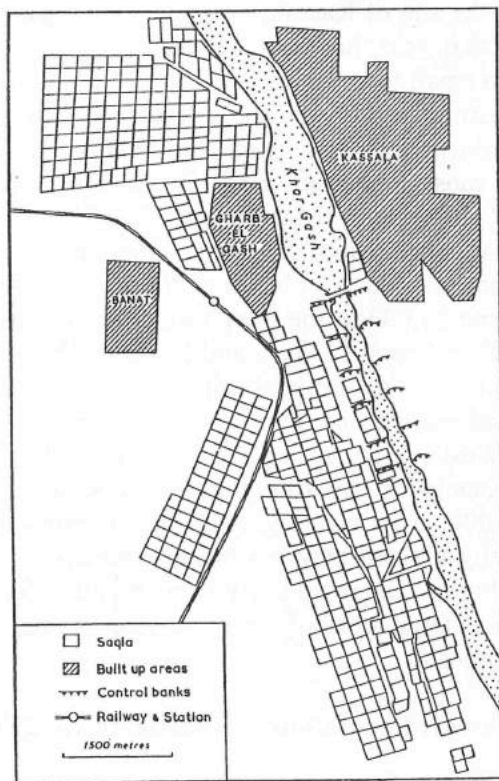 KASSALA
Khor Gash
GHARB
EL
GASH
BANAT
Saqia
Built up areas
Control banks
Railway & Station
1500 metres